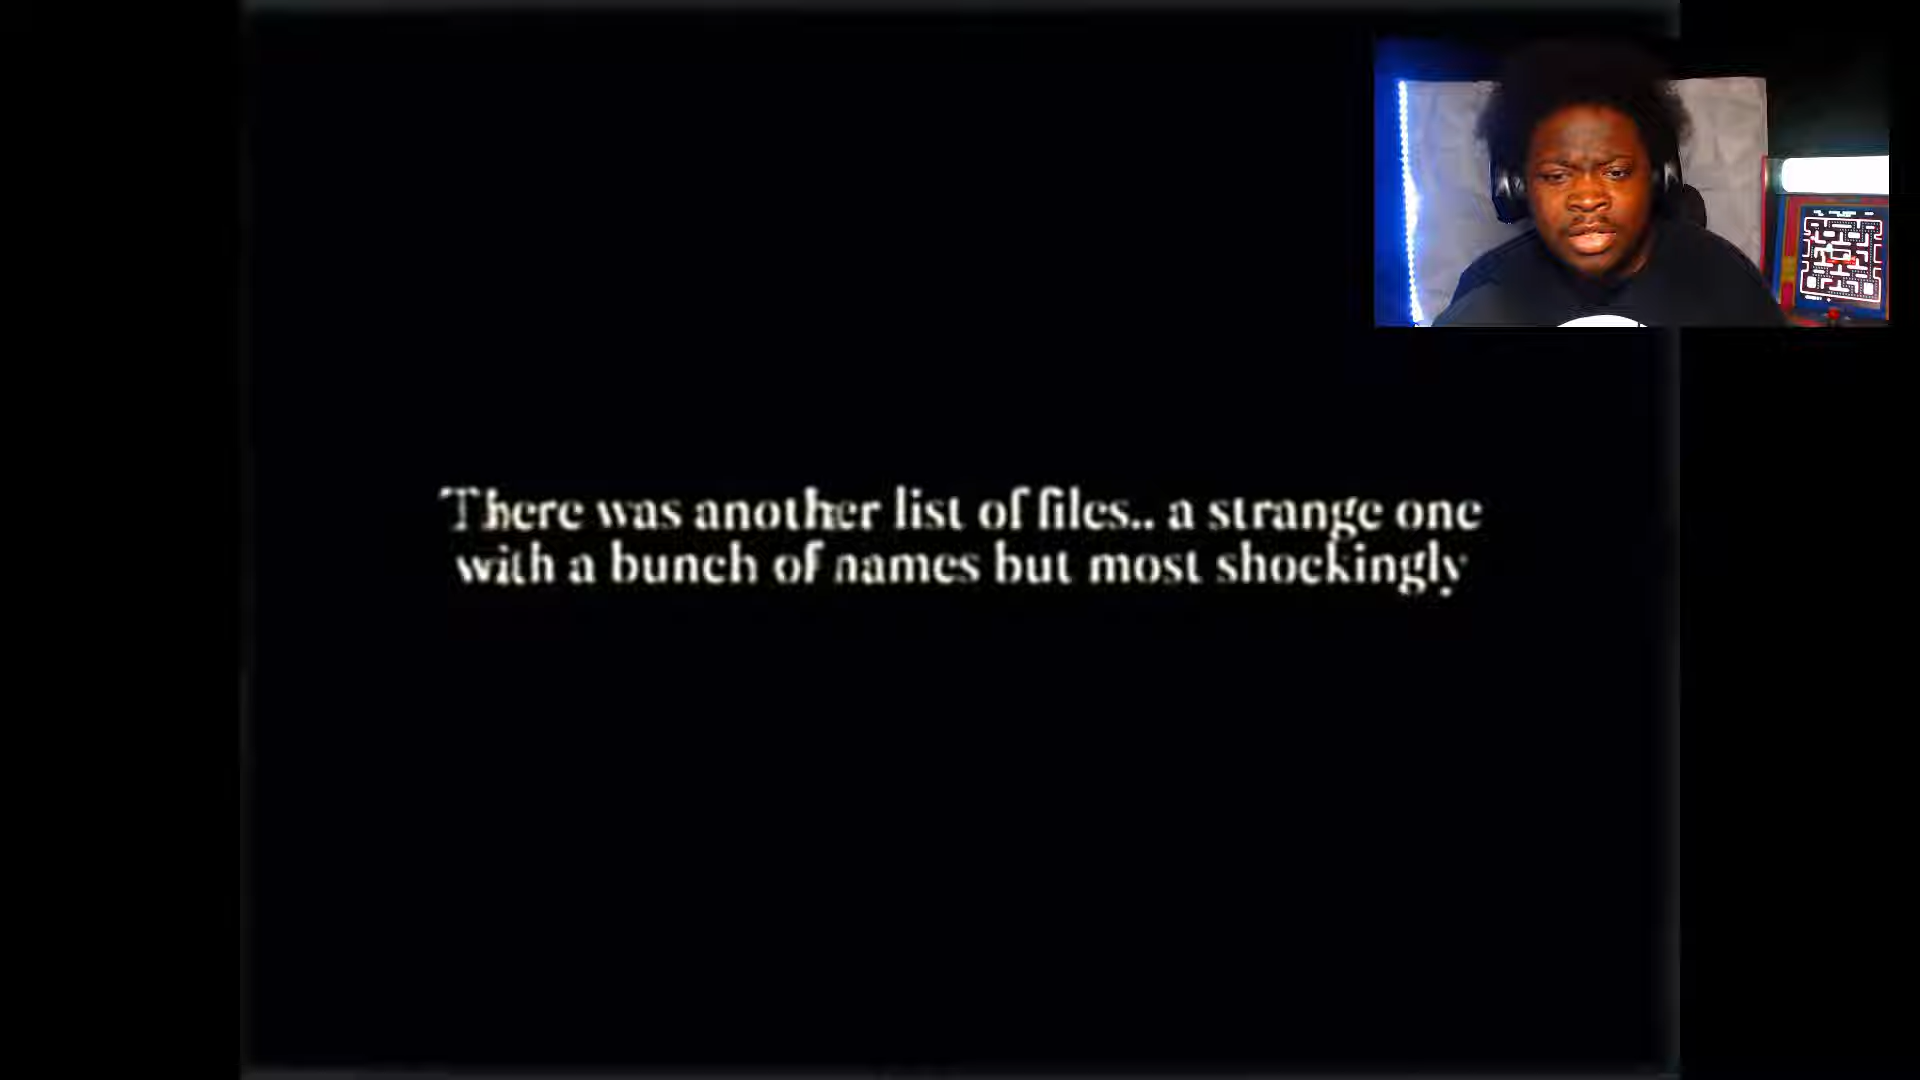 There was another list of files.. a strange one
with a bunch of names but most shockingly